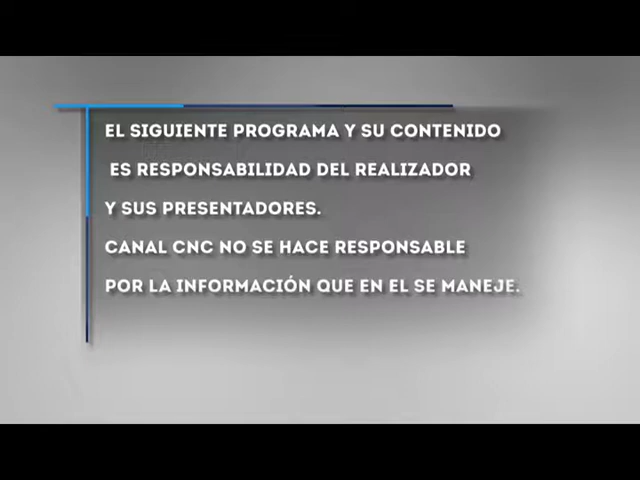 EL SIGUIENTE PROGRAMA Y SU CONTENIDO
ES RESPONSABILIDAD DEL REALIZADOR
Y SUS PRESENTADORES.
CANAL CNC NO SE HACE RESPONSABLE
POR LA INFORMACIÓN QUE EN EL SE MANEJE.